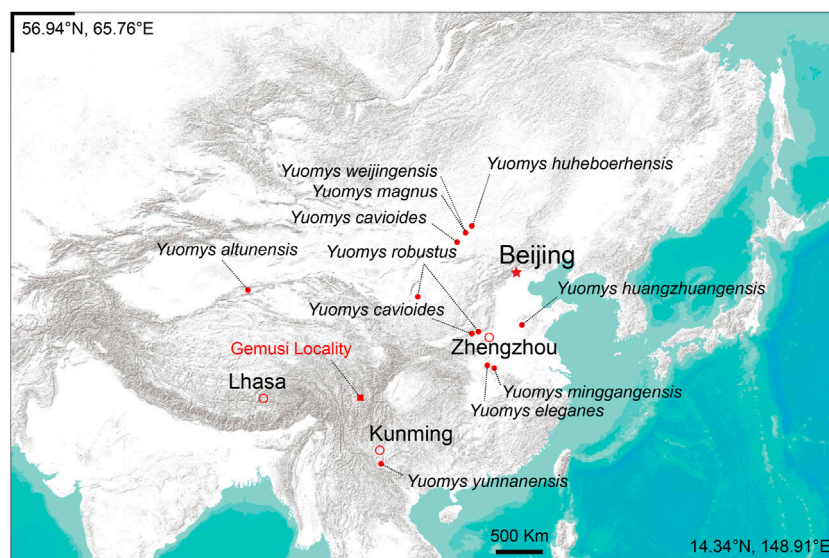 56.94°N, 65.76°E
Yuomys weijingensis
Yuomys huheboerhensis
Yuomys magnus
Yuomys cavioides
Yuomys altunensis
Yuomys robustus
Beijing
Yuomys cavioides
Yuomys huangzhuangensis
Gemusi Locality
Zhengzhou
Lhasa
Yuomys minggangensis
Yuomys eleganes
Kunming
Yuomys yunnanensis
500 Km
14.34°N, 148.91°E